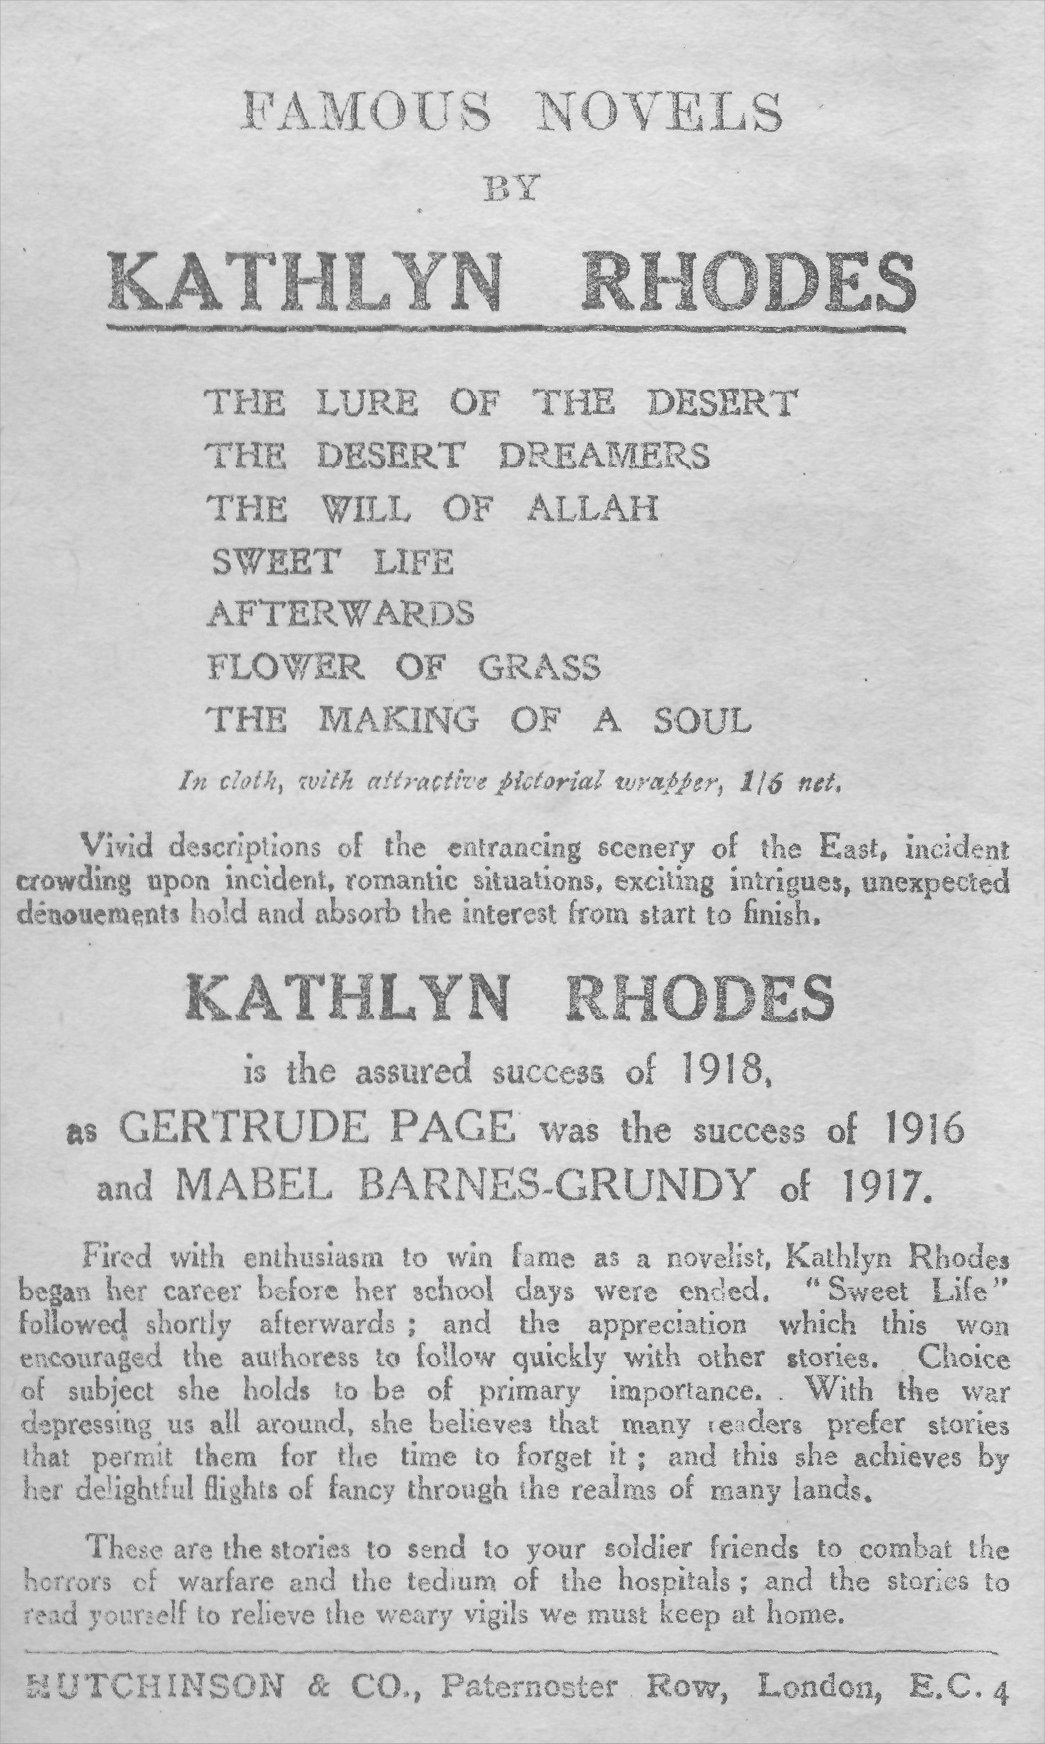 FAMOUS NOVELS
BY
KATHLYN RHODES
THE LURE OF THE DESERT
THE DESERT DREAMERS
THE WILL OF ALLAH
SWEET LIFE
AFTERWARDS
FLOWER OF GRASS
THE MAKING OF A SOUL
In cloth, with attractive pictorial wrapper, 1/6 net.
Vivid descriptions of the entrancing scenery of the East, incident
crowding upon incident, romantic situations, exciting intrigues, unexpected
dénouements hold and absorb the interest from start to finish.
KATHLYN RHODES
is the assured success of 1918,
as GERTRUDE PAGE was the success of 1916
and MABEL BARNES-GRUNDY of 1917.
Fired with enthusiasm to win fame as a novelist, Kathlyn Rhodes
began her career before her school days were ended. "Sweet Life"
followed shortly afterwards; and the appreciation which this won
encouraged the authoress to follow quickly with other stories. Choice
of subject she holds to be of primary importance. With the war
depressing us all around, she believes that many readers prefer stories
that permit them for the time to forget it; and this she achieves by
her delightful flights of fancy through the realms of many lands.
These are the stories to send to your soldier friends to combat the
horrors of warfare and the tedium of the hospitals; and the stories to
read yourself to relieve the weary vigils we must keep at home.
HUTCHINSON & CO., Paternoster Row, London, E.C. 4